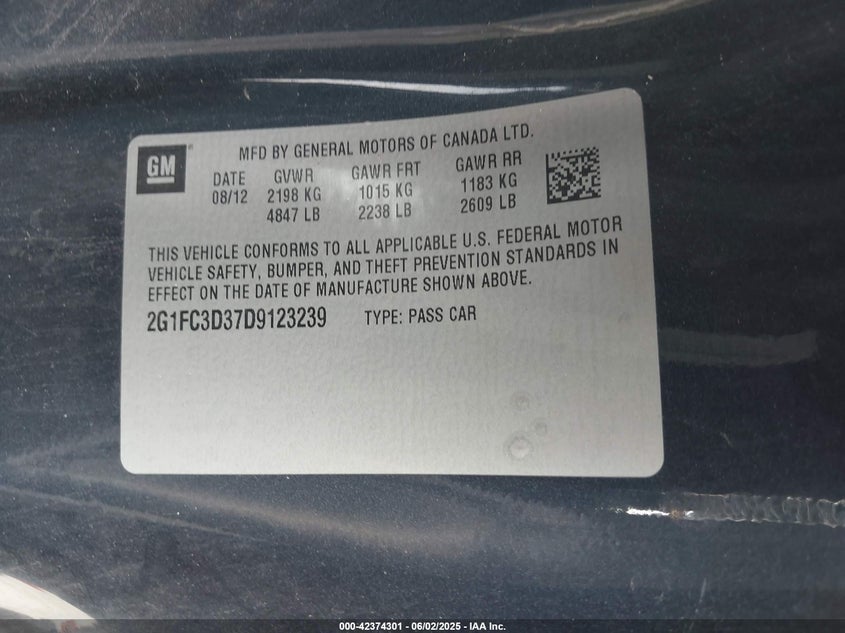 GM
MFD BY GENERAL MOTORS OF CANADA LTD.
DATE GVWR GAWR FRT GAWR RR
08/12 2198 KG 1015 KG 1183 KG
4847 LB 2238 LB 2609 LB
THIS VEHICLE CONFORMS TO ALL APPLICABLE U.S. FEDERAL MOTOR
VEHICLE SAFETY, BUMPER, AND THEFT PREVENTION STANDARDS IN
EFFECT ON THE DATE OF MANUFACTURE SHOWN ABOVE.
2G1FC3D37D9123239 TYPE: PASS CAR
000-42374301 - 06/02/2025 - IAA Inc.